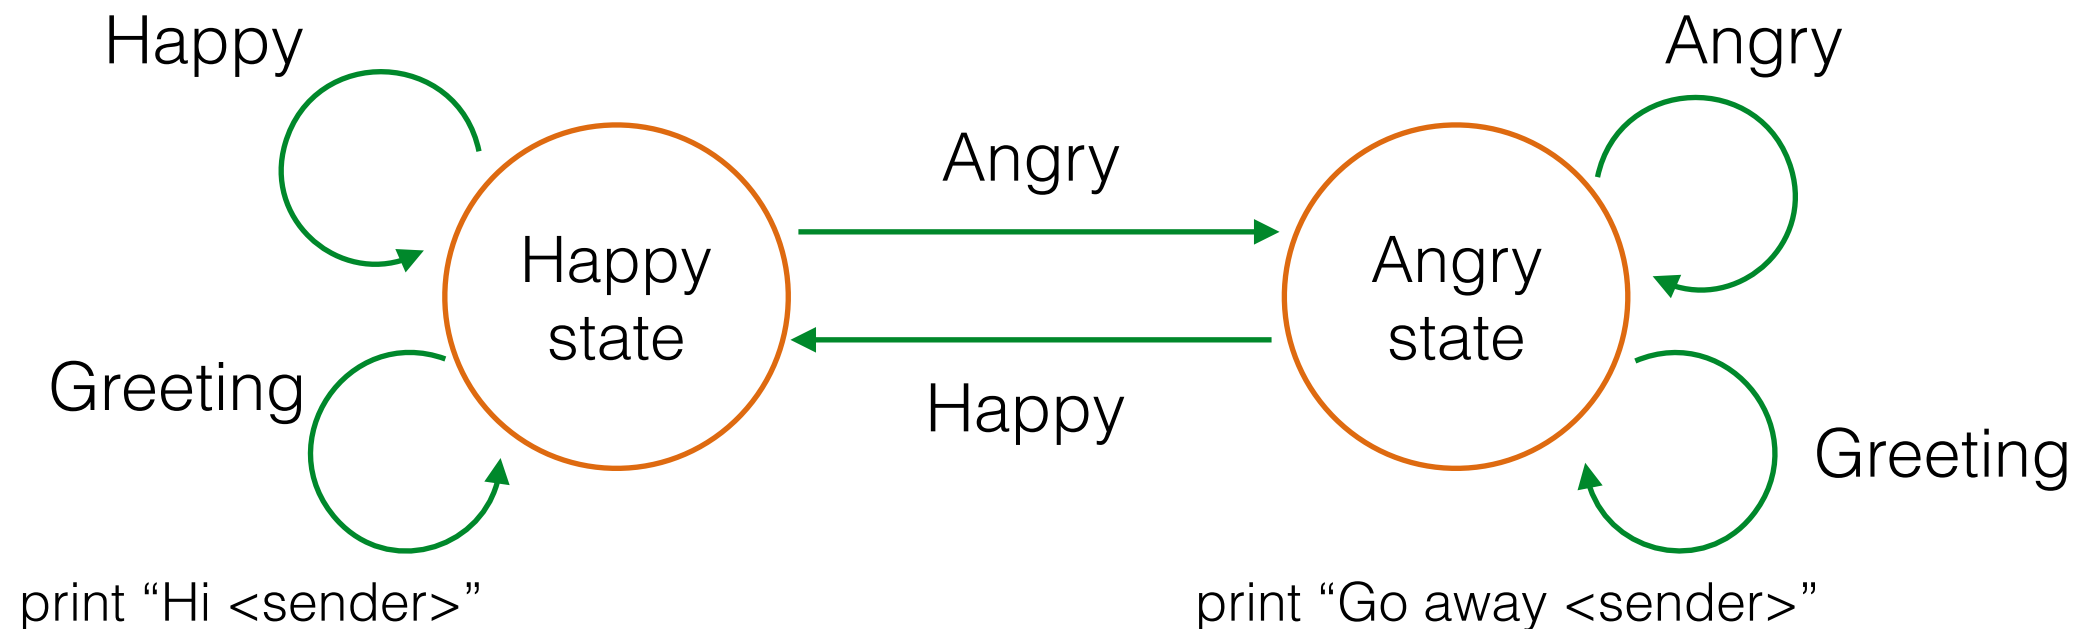 Happy
Angry
Angry
Happy
state
Angry
state
Happy
Greeting
Greeting
print “Hi <sender>”
print “Go away <sender>”